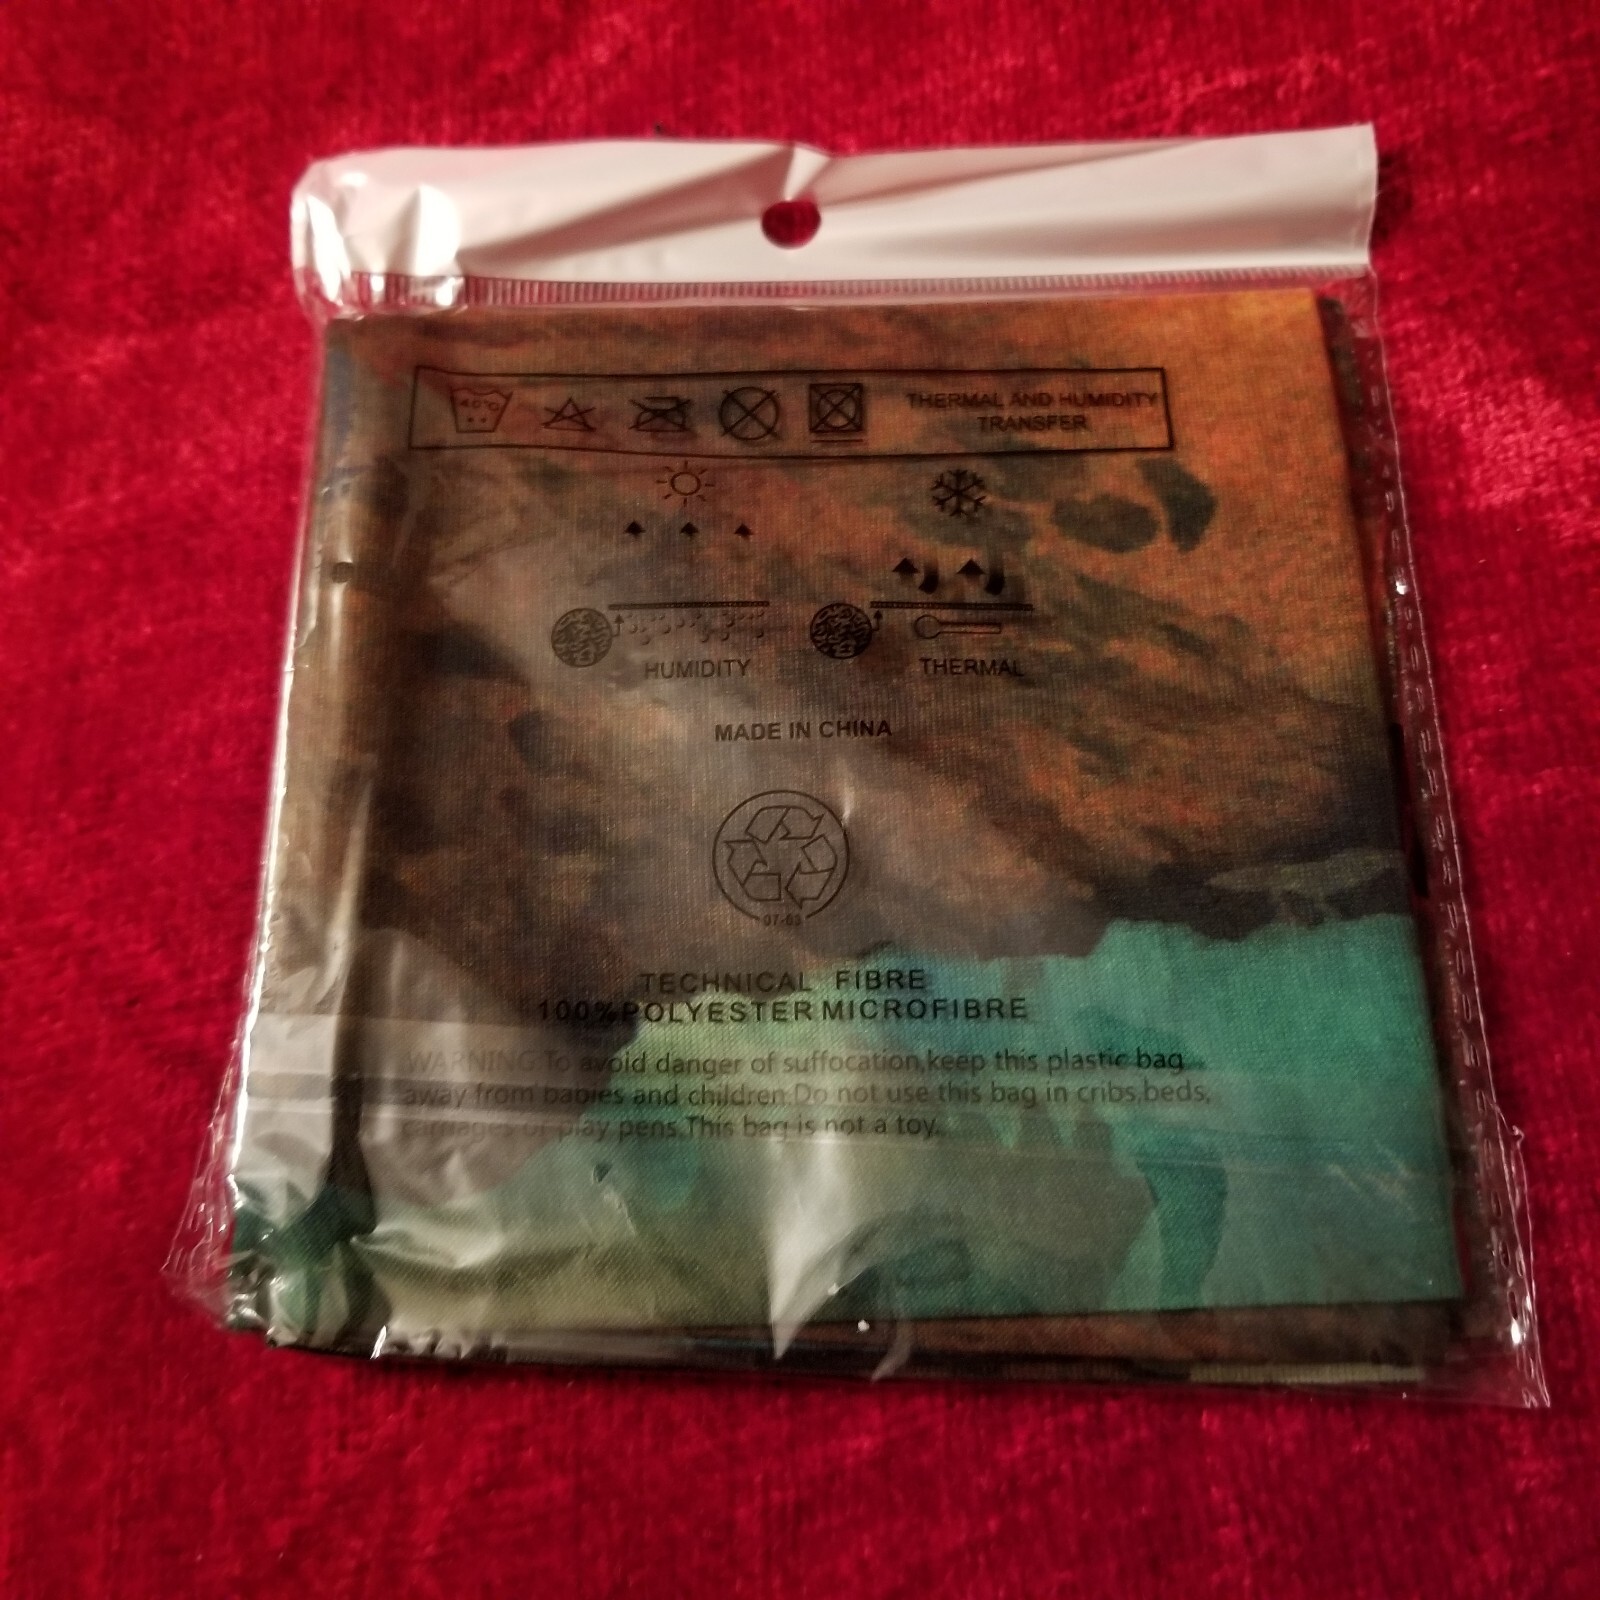 40°C
THERMAL AND HUMIDITY
TRANSFER
HUMIDITY
THERMAL
MADE IN CHINA
TECHNICAL FIBRE
100%POLYESTER MICROFIBRE
WARNING:To avoid danger of suffocation,keep this plastic bag
away from babies and children.Do not use this bag in cribs,beds,
carriages or play pens.This bag is not a toy.